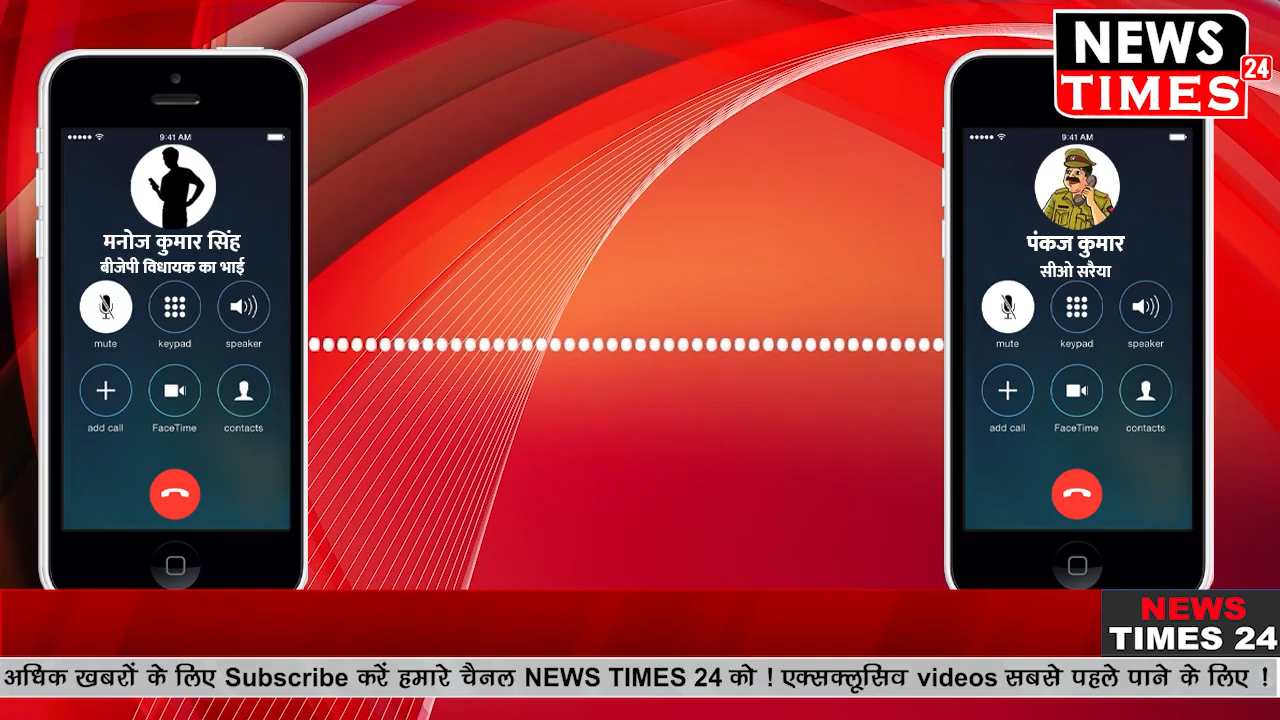 NEWS
TIMES 24
9:41 AM
मनोज कुमार सिंह
बीजेपी विधायक का भाई
mute keypad speaker
add call FaceTime contacts
9:41 AM
पंकज कुमार
सीओ सरैया
mute keypad speaker
add call FaceTime contacts
NEWS
TIMES 24
अधिक खबरों के लिए Subscribe करें हमारे चैनल NEWS TIMES 24 को ! एक्सक्लूसिव videos सबसे पहले पाने के लिए !